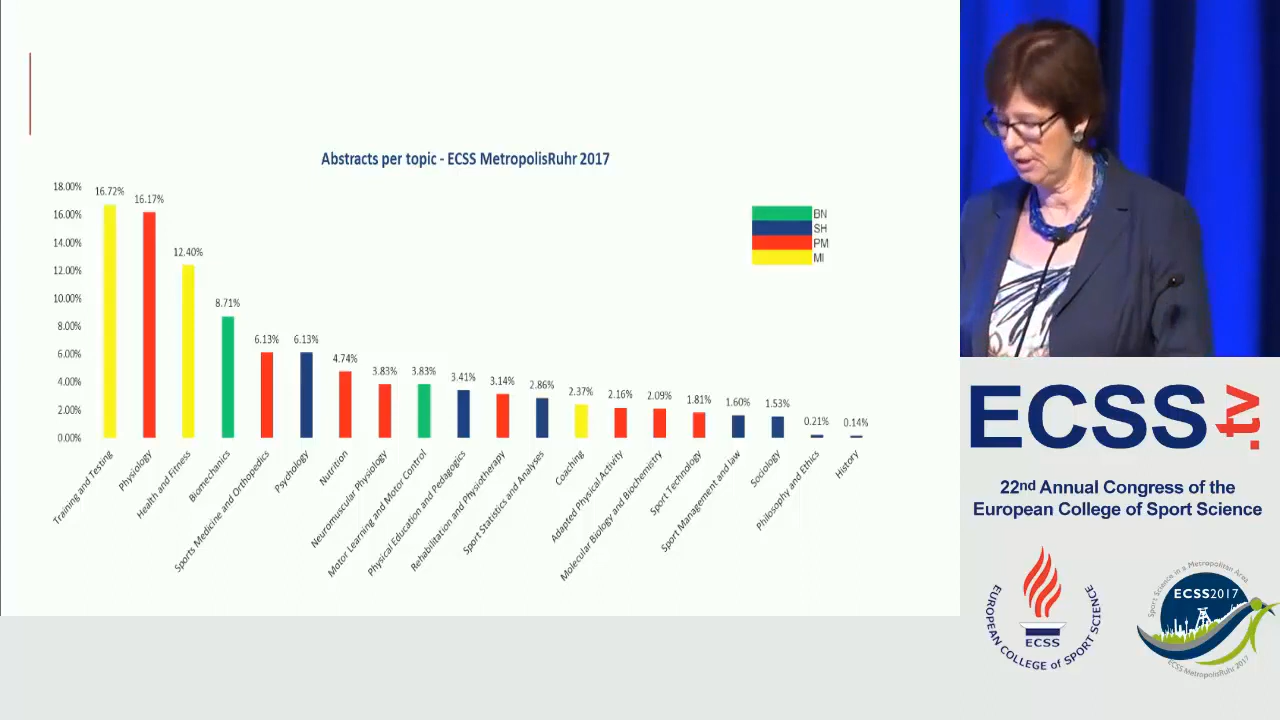 Abstracts per topic - ECSS MetropolisRuhr 2017
18.00%
16.00%
14.00%
12.00%
10.00%
8.00%
6.00%
4.00%
2.00%
0.00%
16.72%
16.17%
12.40%
8.71%
6.13%
6.13%
4.74%
3.83%
3.83%
3.41%
3.14%
2.86%
2.37%
2.16%
2.09%
1.81%
1.60%
1.53%
0.21%
0.14%
Training and Testing
Physiology
Health and Fitness
Biomechanics
Sports Medicine and Orthopedics
Psychology
Nutrition
Neuromuscular Physiology
Motor Learning and Motor Control
Physical Education and Pedagogics
Rehabilitation and Physiotherapy
Sport Statistics and Analyses
Coaching
Adapted Physical Activity
Molecular Biology and Biochemistry
Sport Technology
Sport Management and law
Sociology
Philosophy and Ethics
History
BN
SH
PM
MI
ECSS.tv
22nd Annual Congress of the
European College of Sport Science
EUROPEAN COLLEGE of SPORT SCIENCE
ECSS
Sport Science in a Metropolitan Area
ECSS2017
ECSS MetropolisRuhr 2017